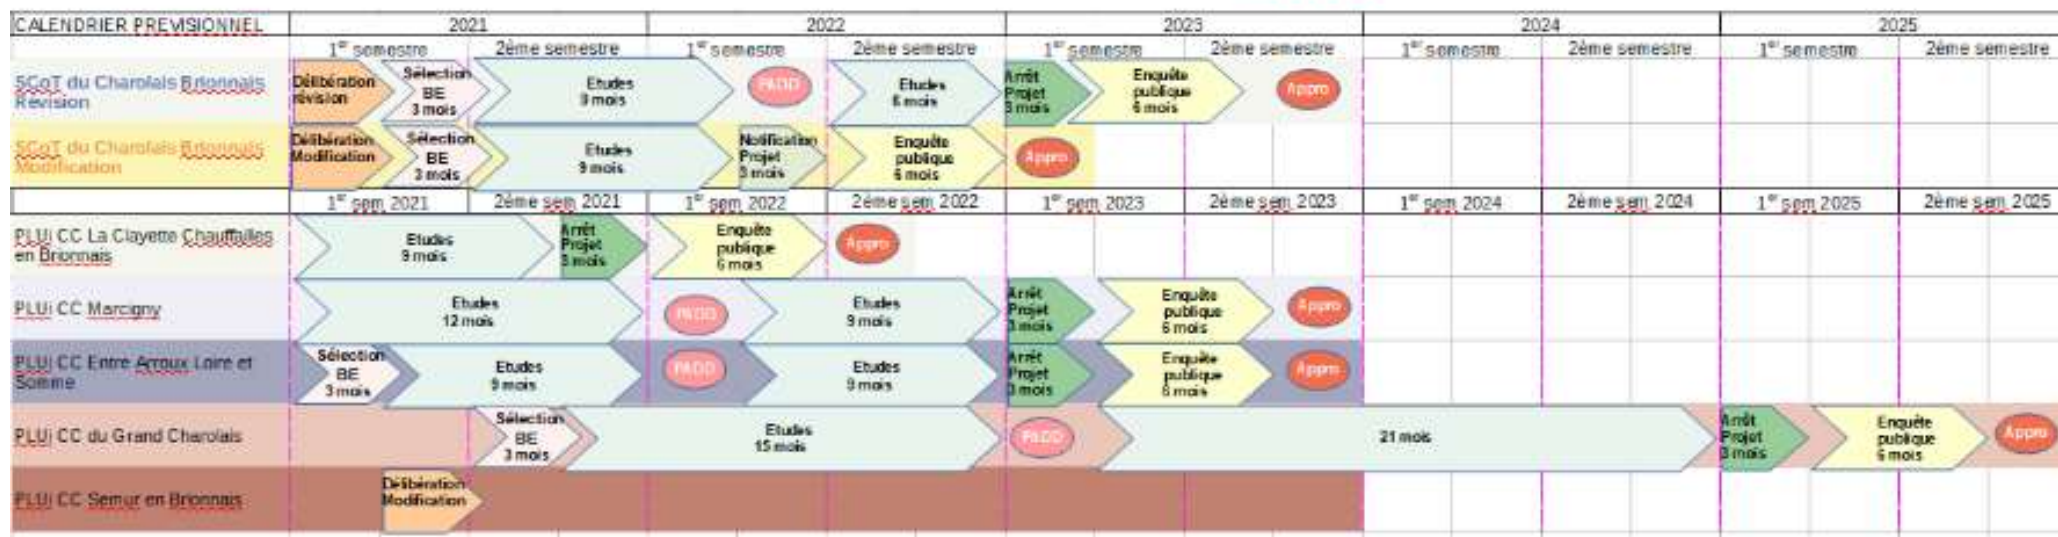 CALENDRIER PREVISIONNEL 2021 2022 2023 2024 2025
1er semestre 2ème semestre 1er semestre 2ème semestre 1er semestre 2ème semestre 1er semestre 2ème semestre 1er semestre 2ème semestre
SCoT du Charolais Brionnais
Révision
Délibération
révision
Sélection
BE
3 mois
Etudes
9 mois
PADD
Etudes
6 mois
Arrêt
Projet
3 mois
Enquête
publique
6 mois
Appro
SCoT du Charolais Brionnais
Modification
Délibération
Modification
Sélection
BE
3 mois
Etudes
9 mois
Notification
Projet
3 mois
Enquête
publique
6 mois
Appro
1er sem 2021 2ème sem 2021 1er sem 2022 2ème sem 2022 1er sem 2023 2ème sem 2023 1er sem 2024 2ème sem 2024 1er sem 2025 2ème sem 2025
PLUi CC La Clayette Chauffailles
en Brionnais
Etudes
9 mois
Arrêt
Projet
3 mois
Enquête
publique
6 mois
Appro
PLUi CC Marcigny
Etudes
12 mois
PADD
Etudes
9 mois
Arrêt
Projet
3 mois
Enquête
publique
6 mois
Appro
PLUi CC Entre Arroux Loire et
Somme
Sélection
BE
3 mois
Etudes
9 mois
PADD
Etudes
9 mois
Arrêt
Projet
3 mois
Enquête
publique
6 mois
Appro
PLUi CC du Grand Charolais
Sélection
BE
3 mois
Etudes
15 mois
PADD
21 mois
Arrêt
Projet
3 mois
Enquête
publique
6 mois
Appro
PLUi CC Semur en Brionnais
Délibération
Modification